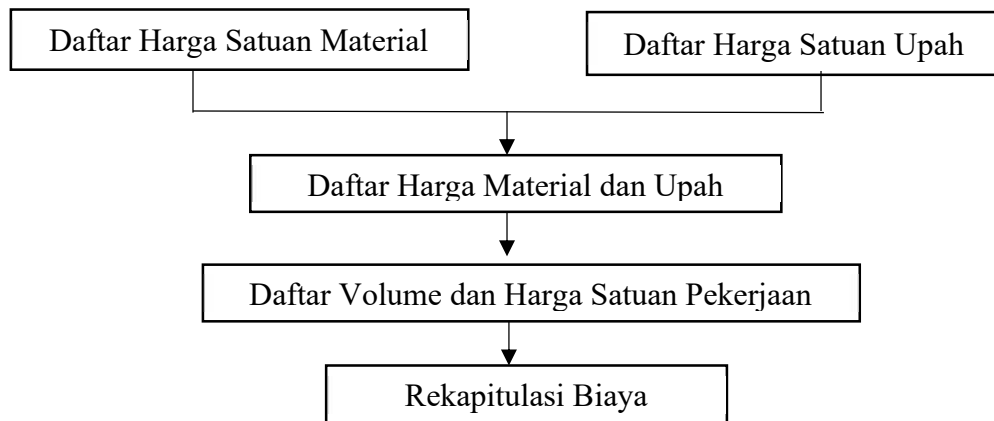 Daftar Harga Satuan Material
Daftar Harga Satuan Upah
Daftar Harga Material dan Upah
Daftar Volume dan Harga Satuan Pekerjaan
Rekapitulasi Biaya